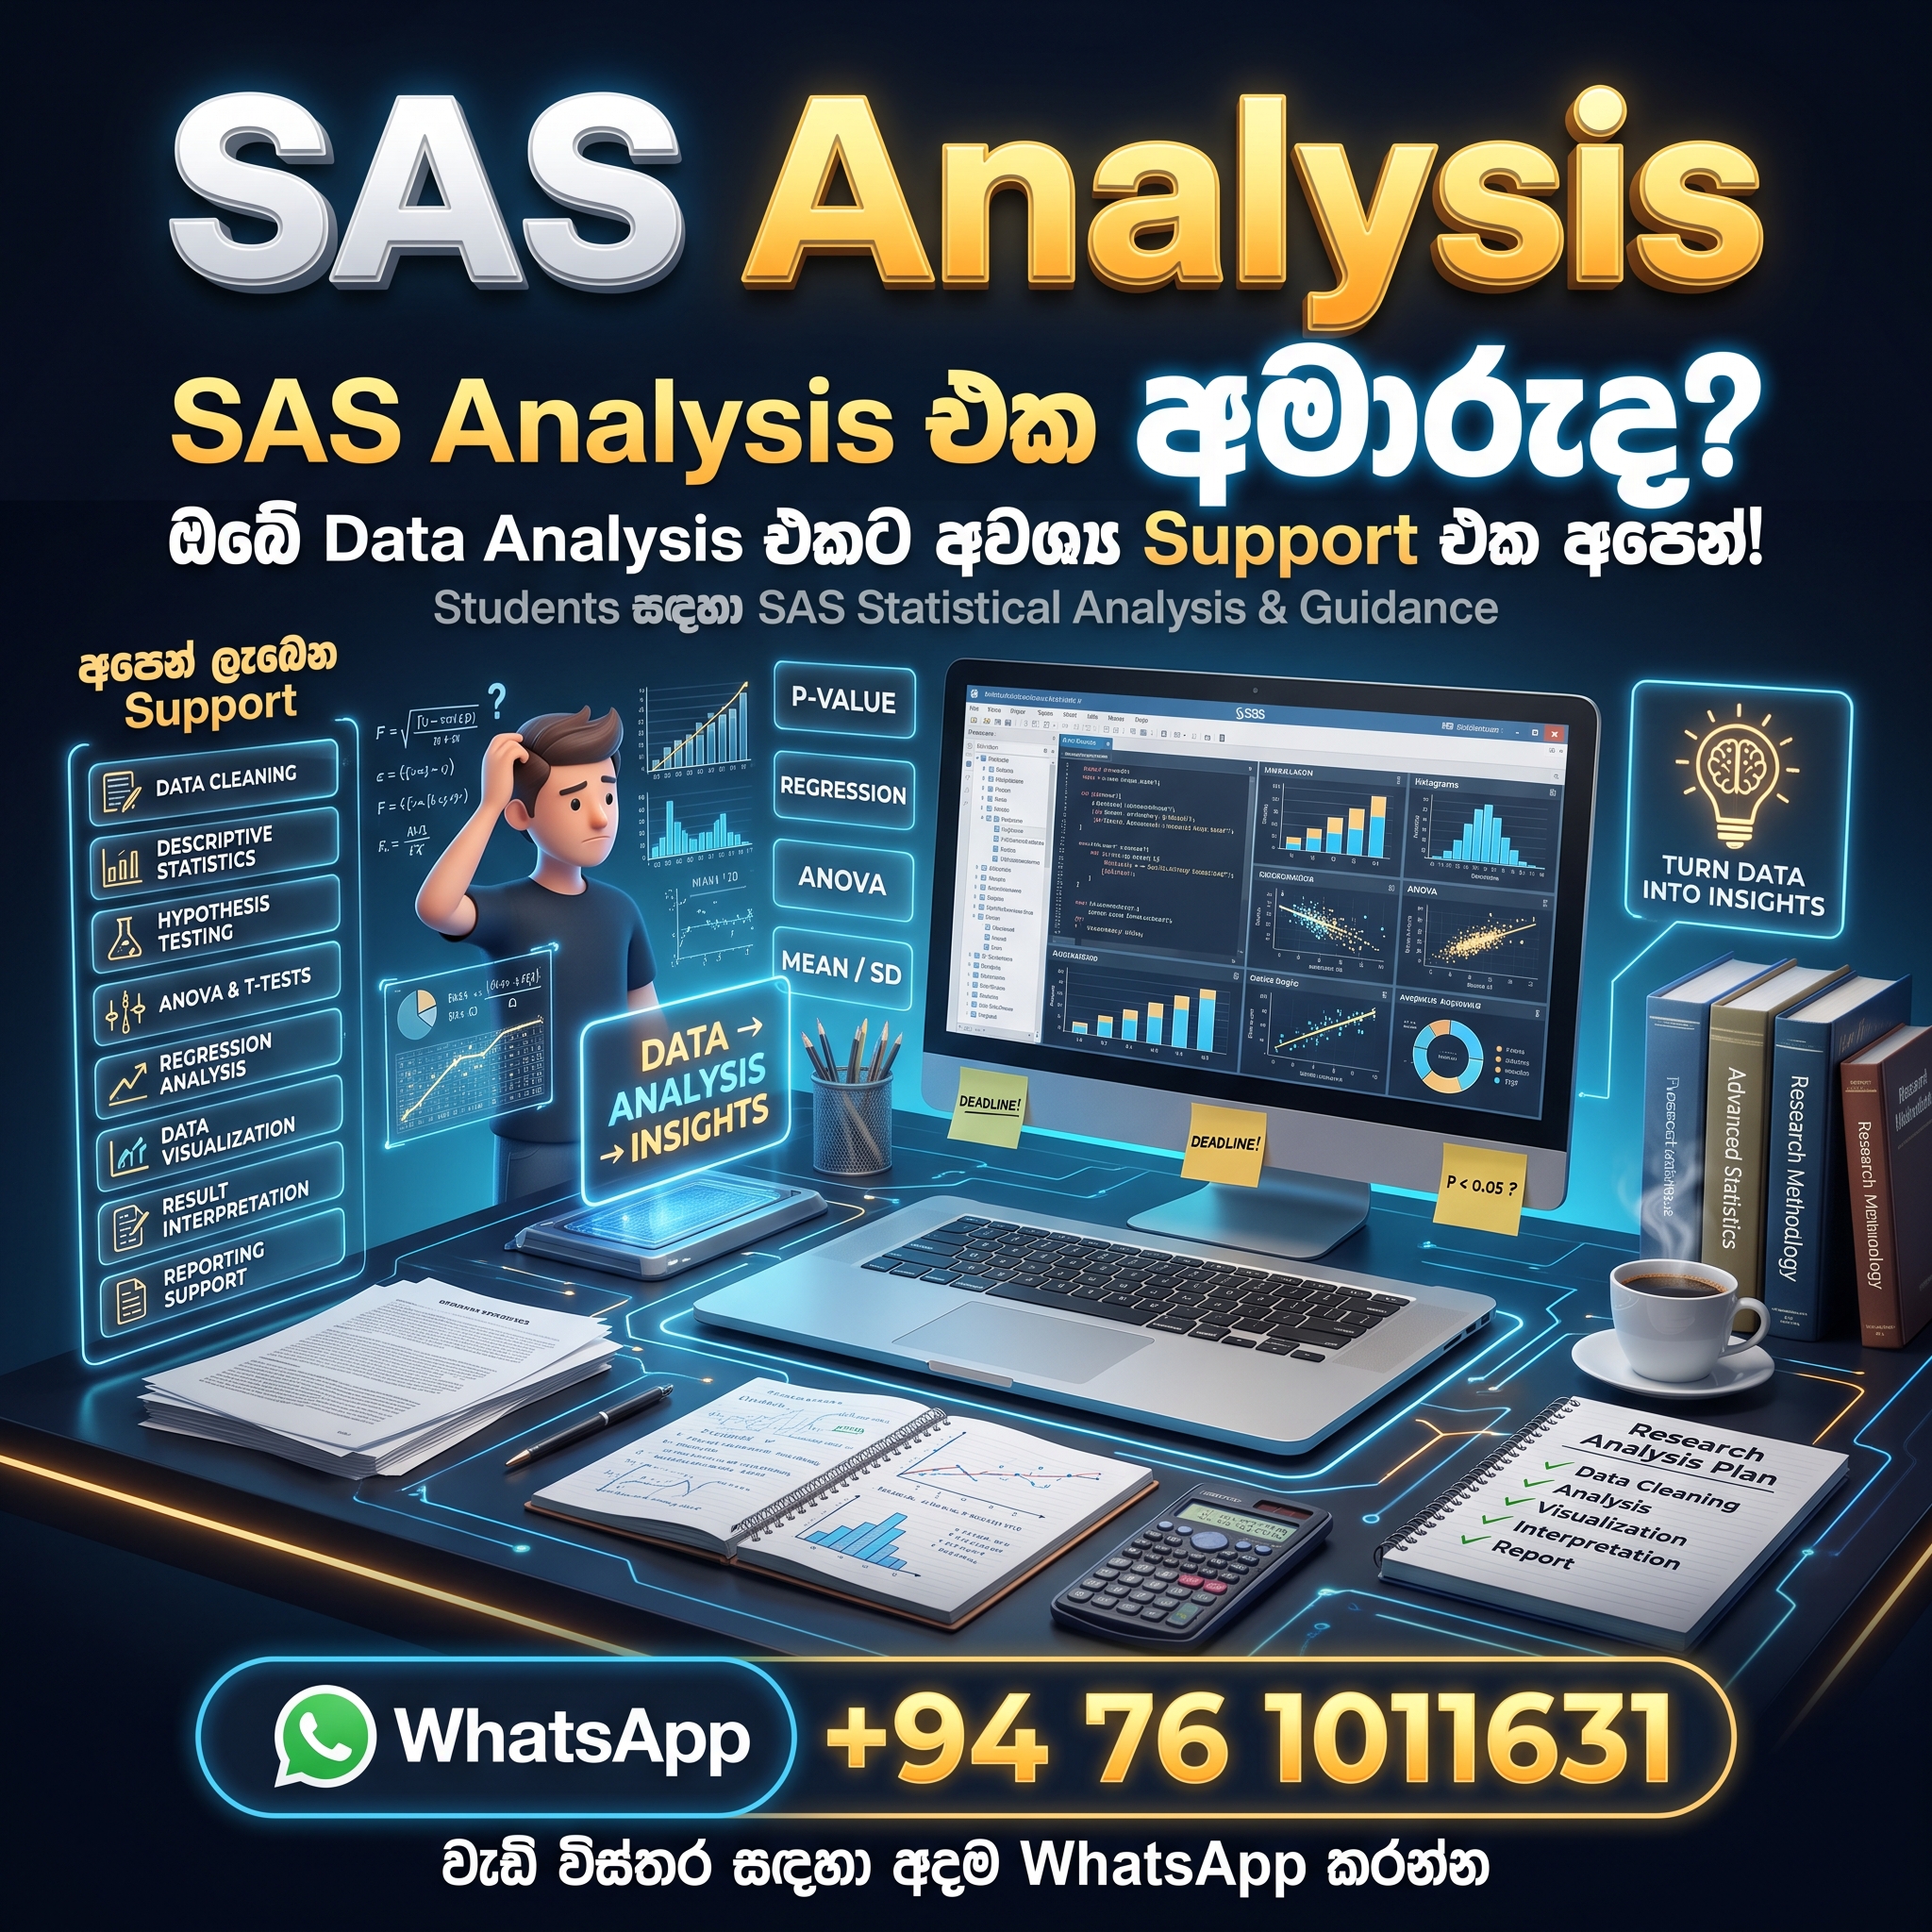 SAS Analysis
SAS Analysis එක අමාරුද?
ඔබේ Data Analysis එකට අවශ්‍ය Support එක අපෙන්!
Students සඳහා SAS Statistical Analysis & Guidance
අපෙන් ලැබෙන
Support
DATA CLEANING
DESCRIPTIVE
STATISTICS
HYPOTHESIS
TESTING
ANOVA & T-TESTS
REGRESSION
ANALYSIS
DATA
VISUALIZATION
RESULT
INTERPRETATION
REPORTING
SUPPORT
?
P-VALUE
REGRESSION
ANOVA
MEAN / SD
DATA →
ANALYSIS
→ INSIGHTS
ANOVA
DEADLINE!
DEADLINE!
P < 0.05 ?
TURN DATA
INTO INSIGHTS
Advanced Statistics
Research Methodlogy
Research
Analysis Plan
Data Cleaning
Analysis
Visualization
Interpretation
Report
WhatsApp
+94 76 1011631
වැඩි විස්තර සඳහා අදම WhatsApp කරන්න